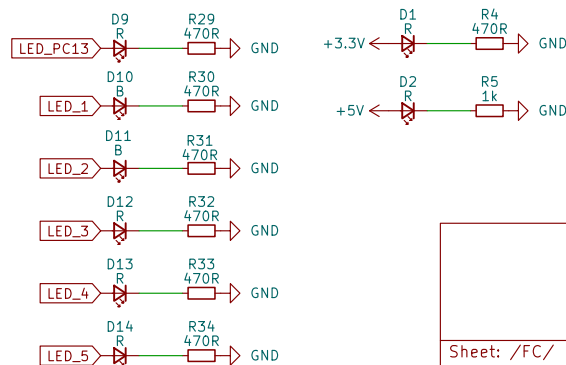 D9
R
LED_PC13
R29
470R
GND
D10
B
LED_1
R30
470R
GND
D11
B
LED_2
R31
470R
GND
D12
R
LED_3
R32
470R
GND
D13
R
LED_4
R33
470R
GND
D14
R
LED_5
R34
470R
GND
D1
R
+3.3V
R4
470R
GND
D2
R
+5V
R5
1k
GND
Sheet: /FC/